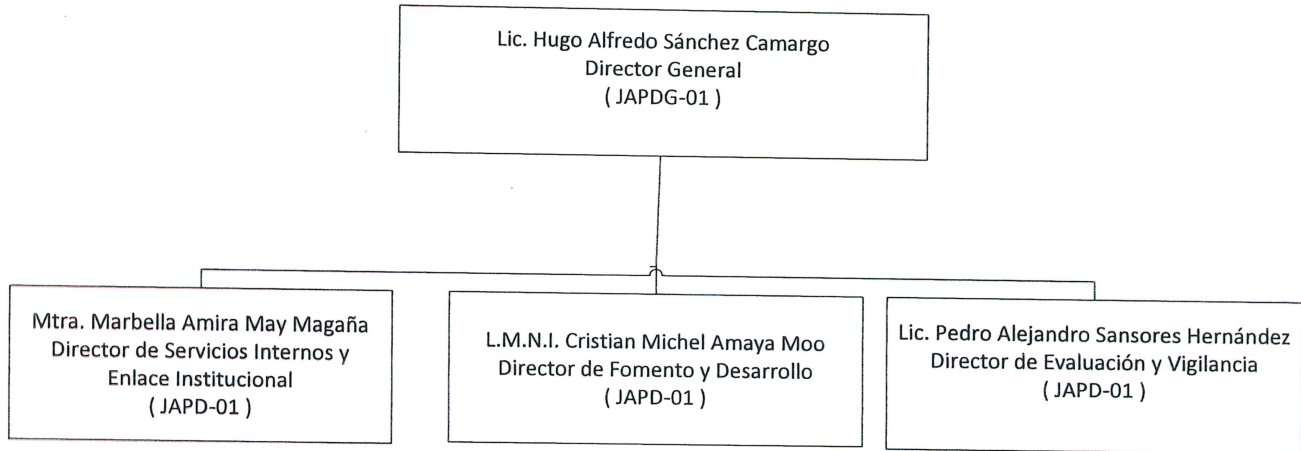 Lic. Hugo Alfredo Sánchez Camargo
Director General
( JAPDG-01 )
Mtra. Marbella Amira May Magaña
Director de Servicios Internos y
Enlace Institucional
( JAPD-01 )
L.M.N.I. Cristian Michel Amaya Moo
Director de Fomento y Desarrollo
( JAPD-01 )
Lic. Pedro Alejandro Sansores Hernández
Director de Evaluación y Vigilancia
( JAPD-01 )